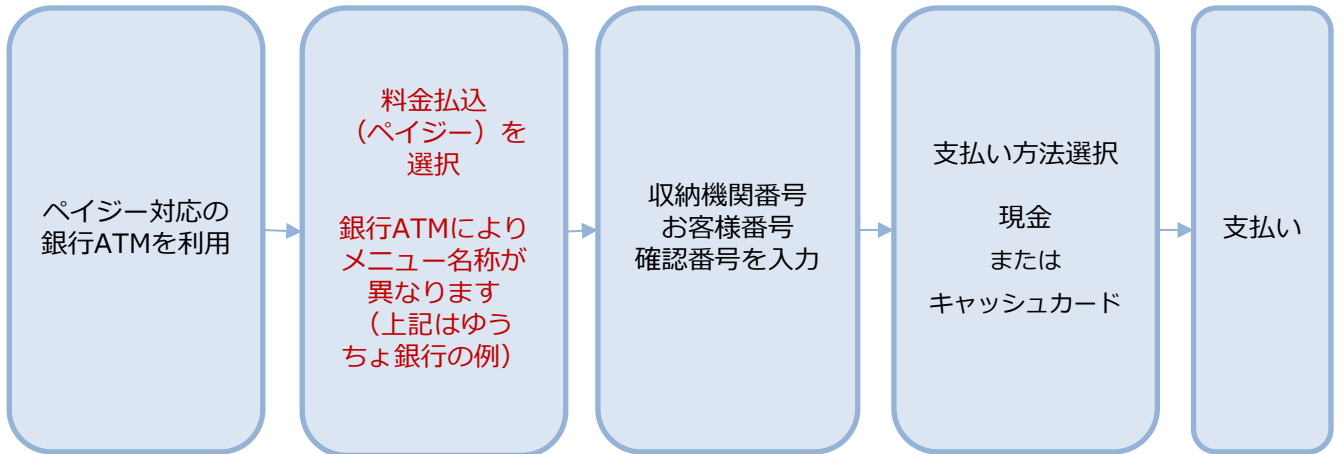 ペイジー対応の
銀行ATMを利用
料金払込
（ペイジー）を
選択
銀行ATMにより
メニュー名称が
異なります
（上記はゆう
ちょ銀行の例）
収納機関番号
お客様番号
確認番号を入力
支払い方法選択
現金
または
キャッシュカード
支払い